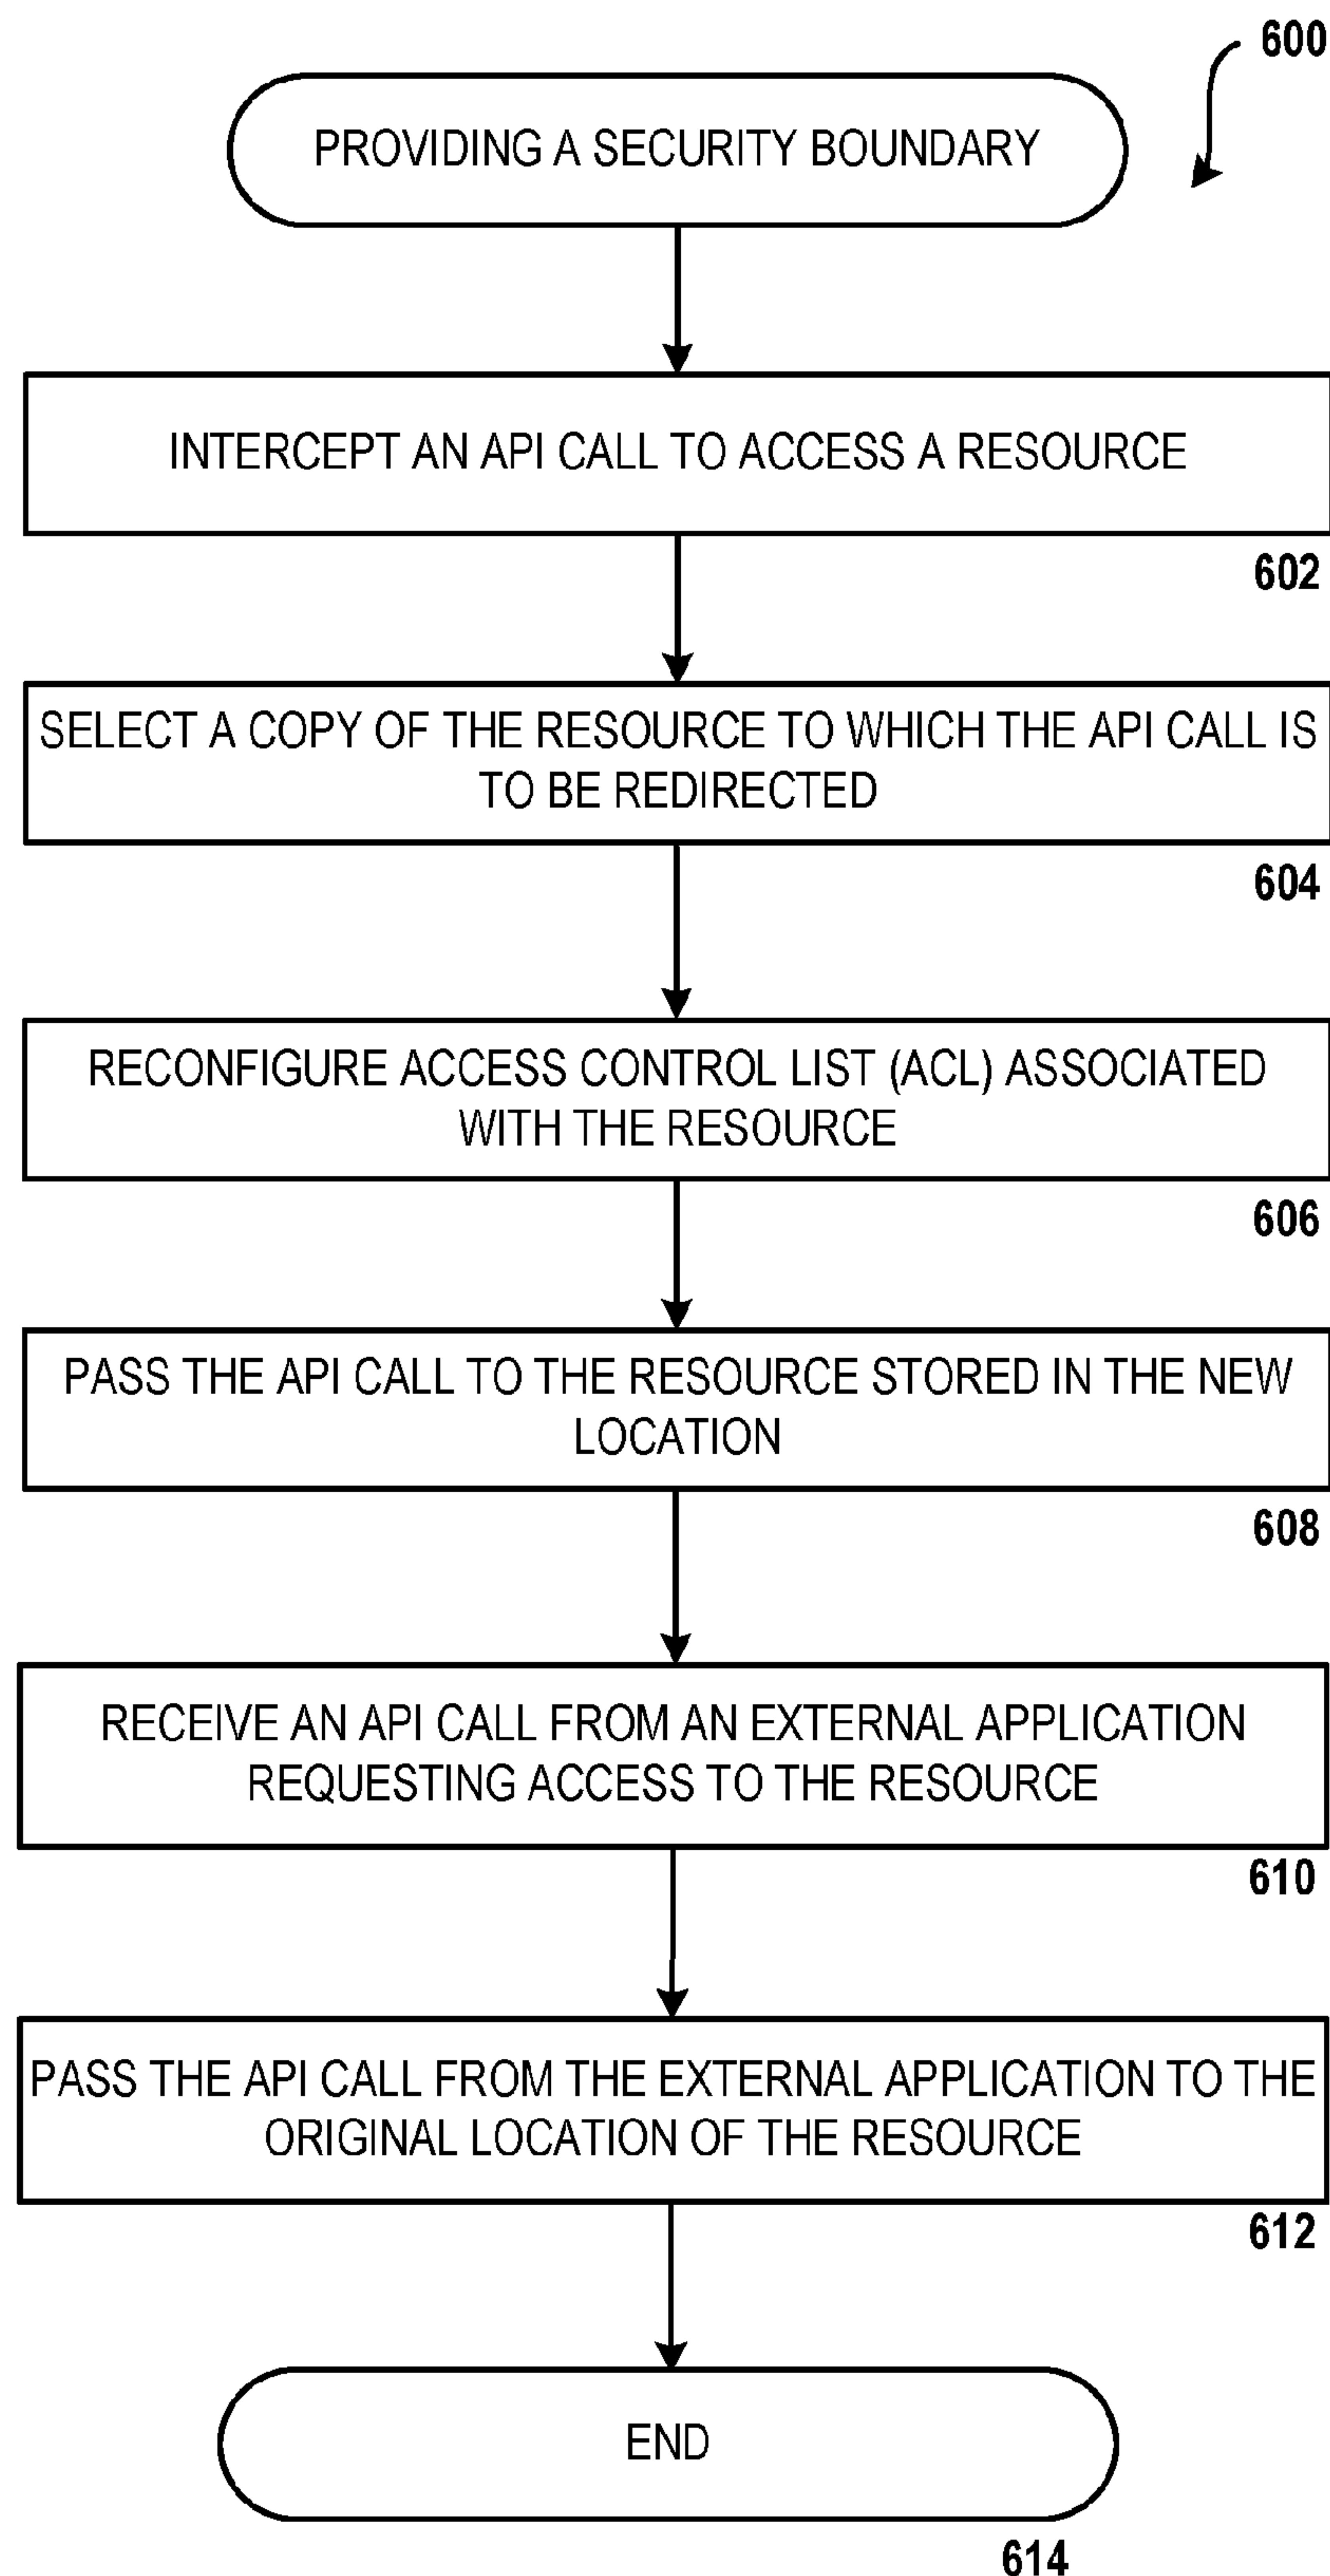 600
PROVIDING A SECURITY BOUNDARY
INTERCEPT AN API CALL TO ACCESS A RESOURCE
602
SELECT A COPY OF THE RESOURCE TO WHICH THE API CALL IS
TO BE REDIRECTED
604
RECONFIGURE ACCESS CONTROL LIST (ACL) ASSOCIATED
WITH THE RESOURCE
606
PASS THE API CALL TO THE RESOURCE STORED IN THE NEW
LOCATION
608
RECEIVE AN API CALL FROM AN EXTERNAL APPLICATION
REQUESTING ACCESS TO THE RESOURCE
610
PASS THE API CALL FROM THE EXTERNAL APPLICATION TO THE
ORIGINAL LOCATION OF THE RESOURCE
612
END
614